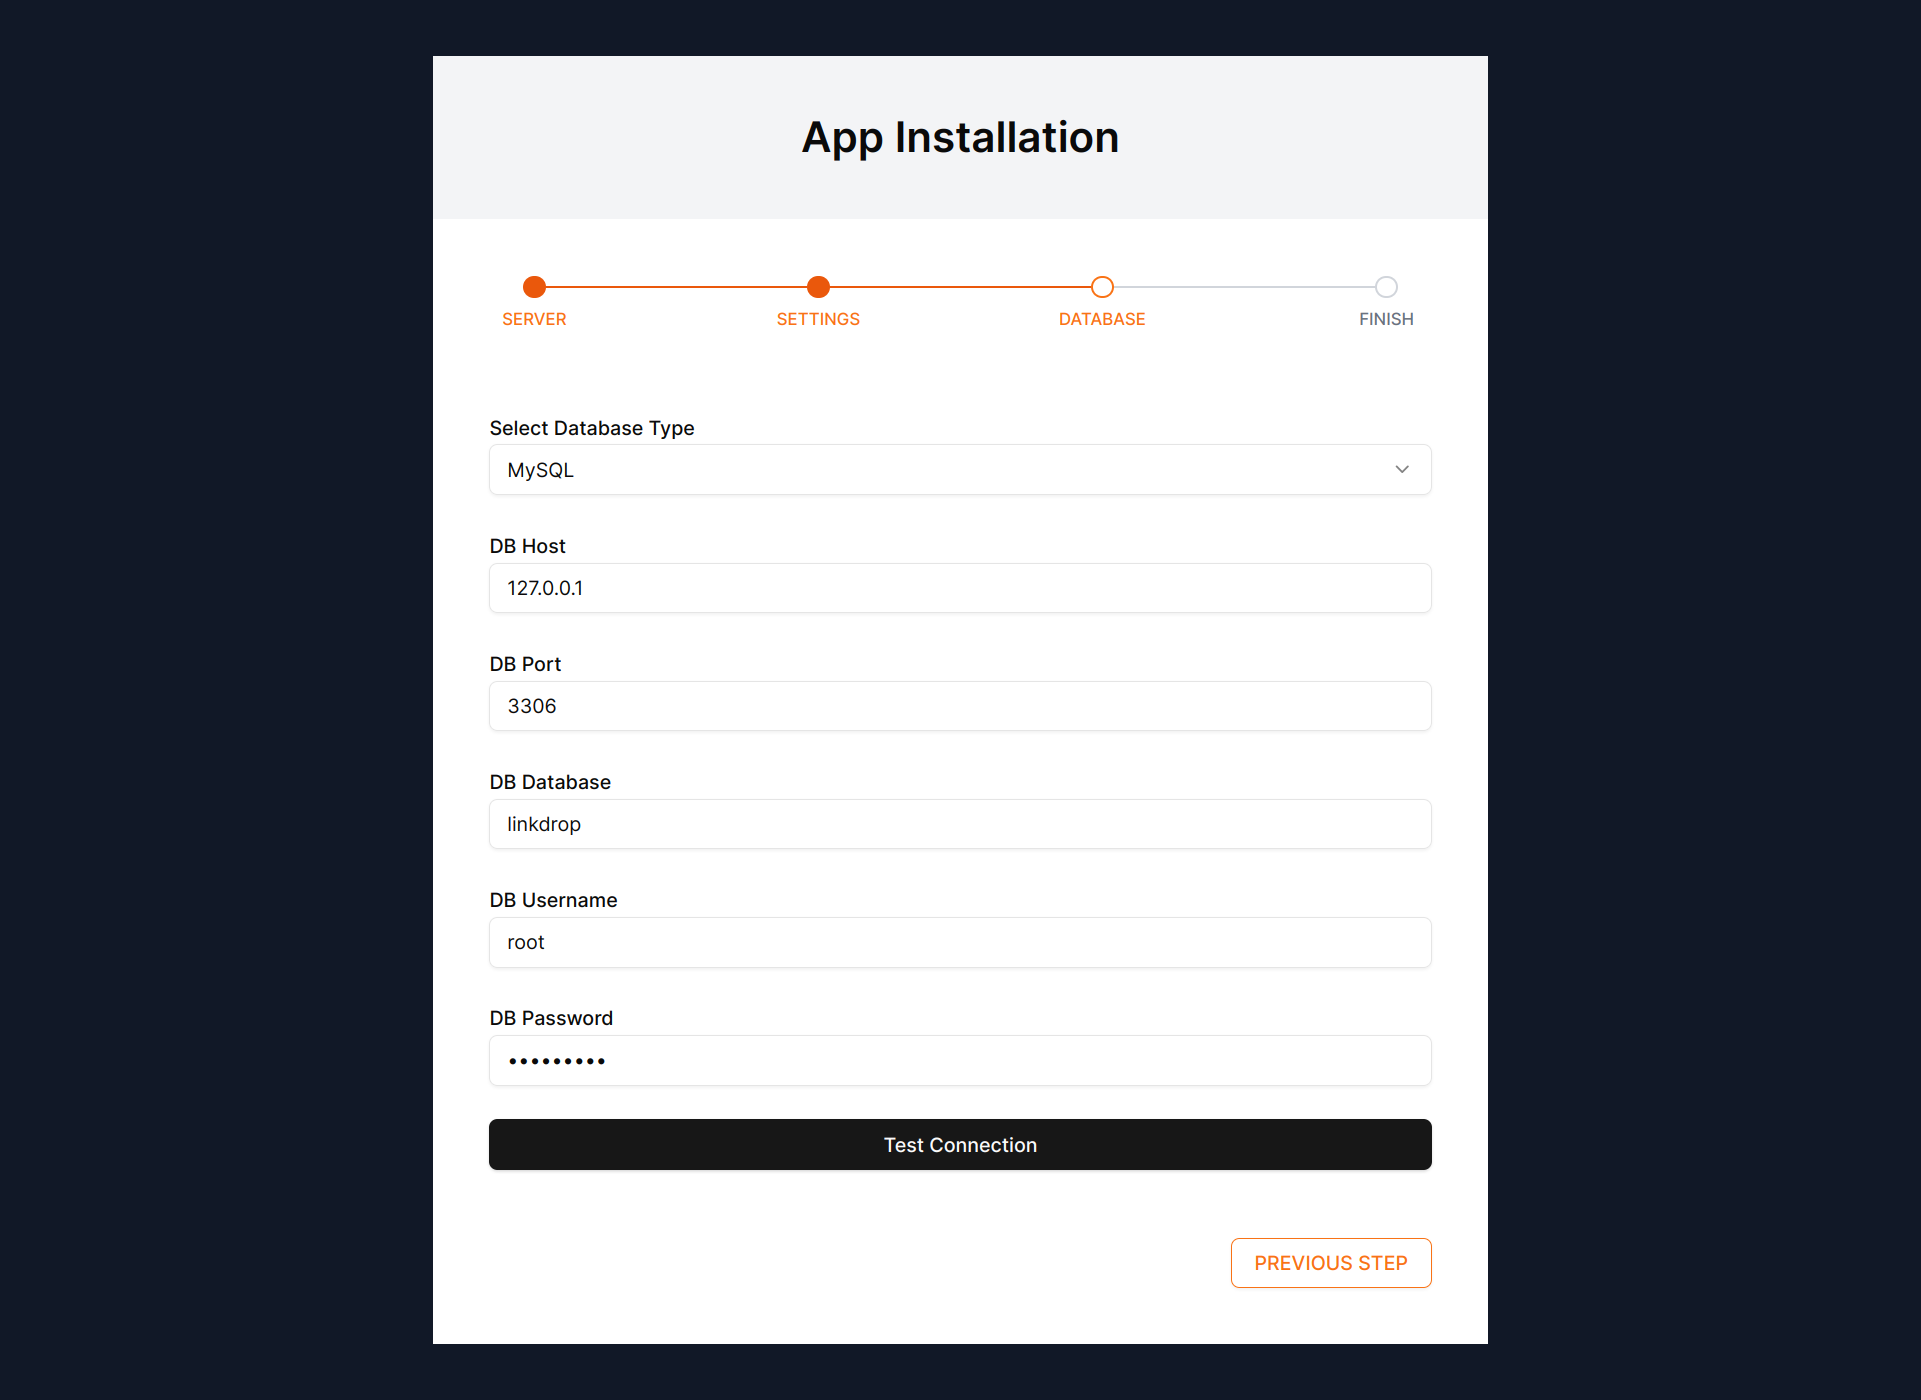 App Installation
SERVER
SETTINGS
DATABASE
FINISH
Select Database Type
MySQL
DB Host
127.0.0.1
DB Port
3306
DB Database
linkdrop
DB Username
root
DB Password
•••••••••
Test Connection
PREVIOUS STEP